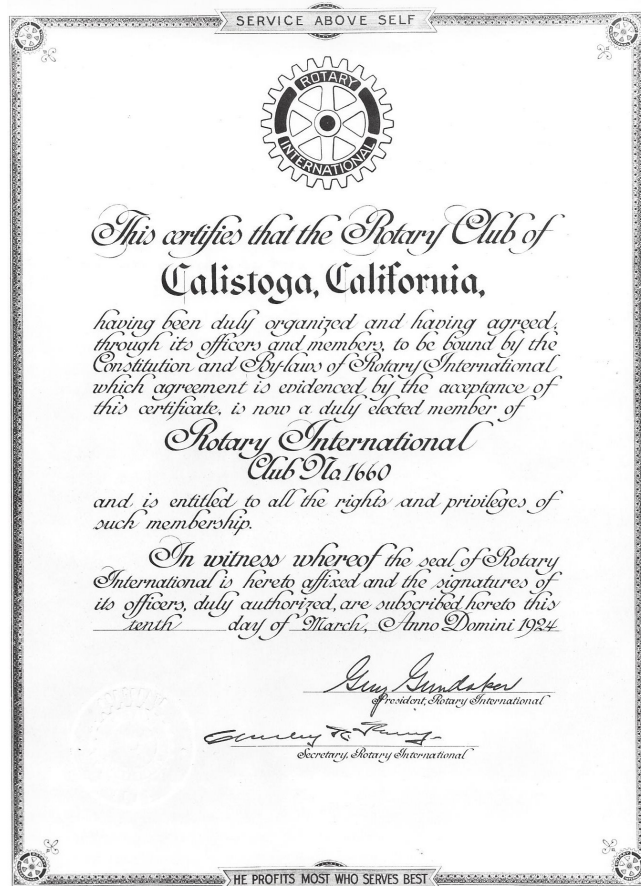 SERVICE ABOVE SELF
ROTARY
INTERNATIONAL
This certifies that the Rotary Club of
Calistoga, California,
having been duly organized and having agreed,
through its officers and members, to be bound by the
Constitution and By-laws of Rotary International
which agreement is evidenced by the acceptance of
this certificate, is now a duly elected member of
Rotary International
Club No. 1660
and is entitled to all the rights and privileges of
such membership.
In witness whereof the seal of Rotary
International is hereto affixed and the signatures of
its officers, duly authorized, are subscribed hereto this
tenth day of March, Anno Domini 1924
Guy Gundaker
President, Rotary International
Secretary, Rotary International
HE PROFITS MOST WHO SERVES BEST